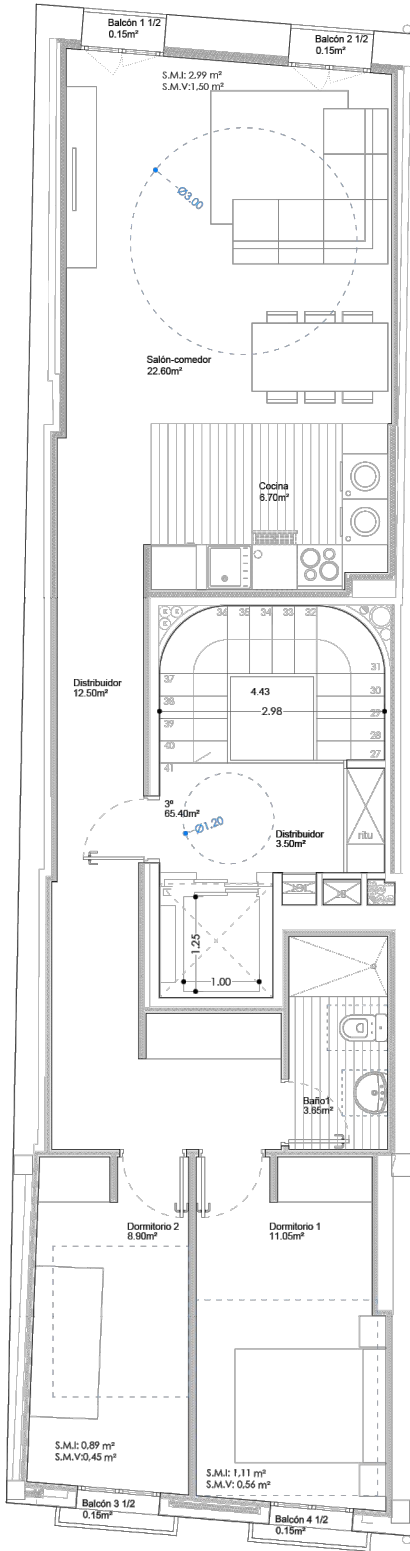 Balcón 1 1/2
0.15m²
Balcón 2 1/2
0.15m²
S.M.I: 2,99 m²
S.M.V:1,50 m²
Ø3.00
Salón-comedor
22.60m²
Cocina
6.70m²
36 35 34 33 32
31
37
30
38
29
39
28
40
27
41
4.43
2.98
Distribuidor
12.50m²
3º
65.40m²
Ø1.20
Distribuidor
3.50m²
ritu
1.25
1.00
Baño1
3.65m²
Dormitorio 2
8.90m²
Dormitorio 1
11.05m²
S.M.I: 0,89 m²
S.M.V:0,45 m²
S.M.I: 1,11 m²
S.M.V: 0,56 m²
Balcón 3 1/2
0.15m²
Balcón 4 1/2
0.15m²